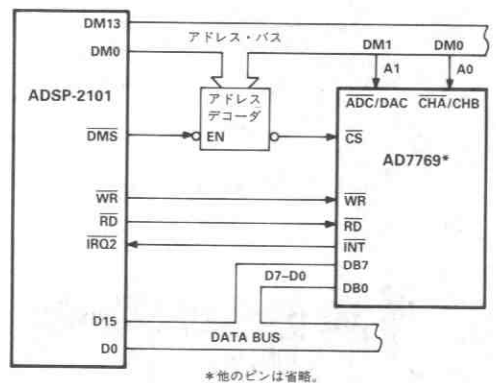 DM13
DM0
アドレス・バス
DM1
DM0
A1
A0
ADSP-2101
アドレス
デコーダ
EN
DMS
ADC/DAC
CHA/CHB
CS
AD7769*
WR
WR
RD
RD
IRQ2
INT
DB7
D7–D0
DB0
D15
DATA BUS
D0
*他のピンは省略。